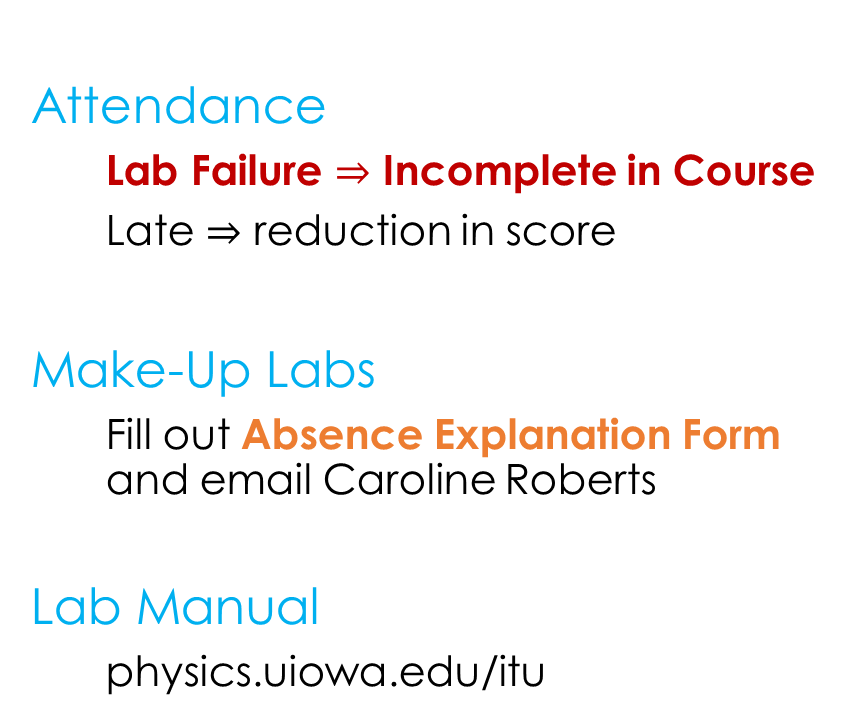 Attendance
Lab Failure ⇒ Incomplete in Course
Late ⇒ reduction in score
Make-Up Labs
Fill out Absence Explanation Form
and email Caroline Roberts
Lab Manual
physics.uiowa.edu/itu